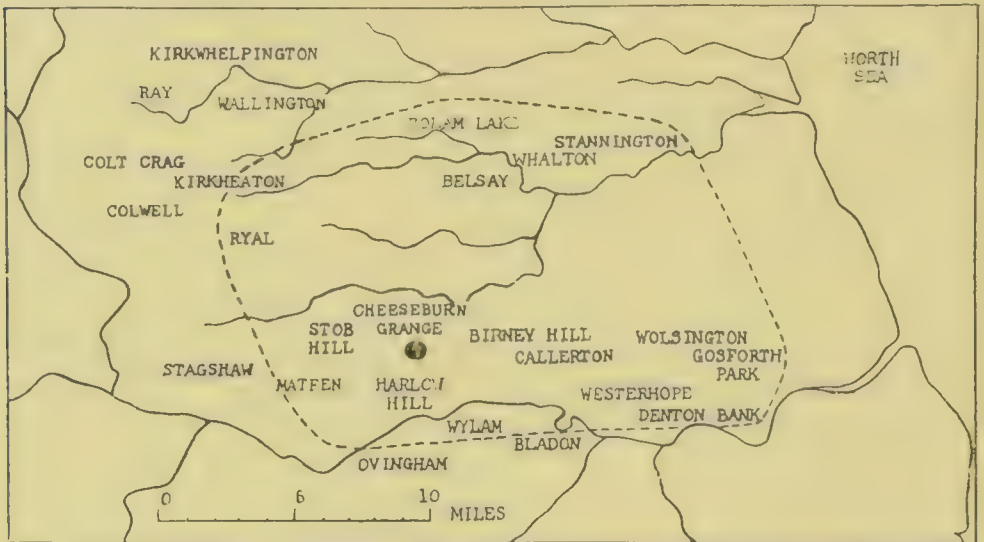 KIRKWHELPINGTON
NORTH
SEA
RAY
WALLINGTON
BOLAM LAKE
STANNINGTON
WHALTON
COLT CRAG
KIRKHEATON
BELSAY
COLWELL
RYAL
CHEESEBURN
GRANGE
STOB
HILL
BIRNEY HILL
WOLSINGTON
CALLERTON
GOSFORTH
PARK
STAGSHAW
MATFEN
HARLOW
HILL
WESTERHOPE
DENTON BANK
WYLAM
BLADON
OVINGHAM
0 6 10
MILES